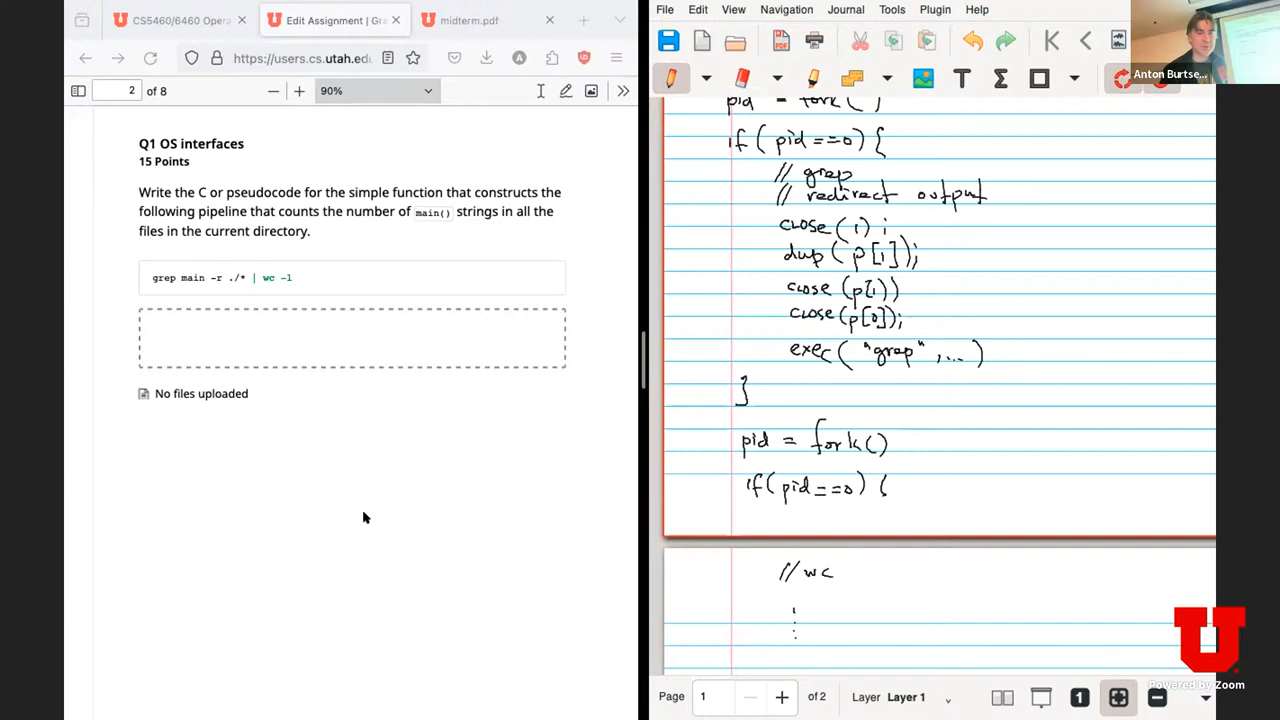 CS5460/6460 Opera
Edit Assignment | Gra
midterm.pdf
https://users.cs.utah.edu
2 of 8
90%
Q1 OS interfaces
15 Points
Write the C or pseudocode for the simple function that constructs the
following pipeline that counts the number of main() strings in all the
files in the current directory.
grep main -r ./* | wc -l
No files uploaded
File Edit View Navigation Journal Tools Plugin Help
Anton Burtse...
pid = fork()
if (pid==0) {
// grep
// redirect output
close (1);
dup (p[1]);
close (p[1])
close(p[0]);
exec( "grep", ... )
}
pid = fork()
if(pid==0) {
// wc
Page 1 of 2 Layer Layer 1
1
U
Powered by Zoom